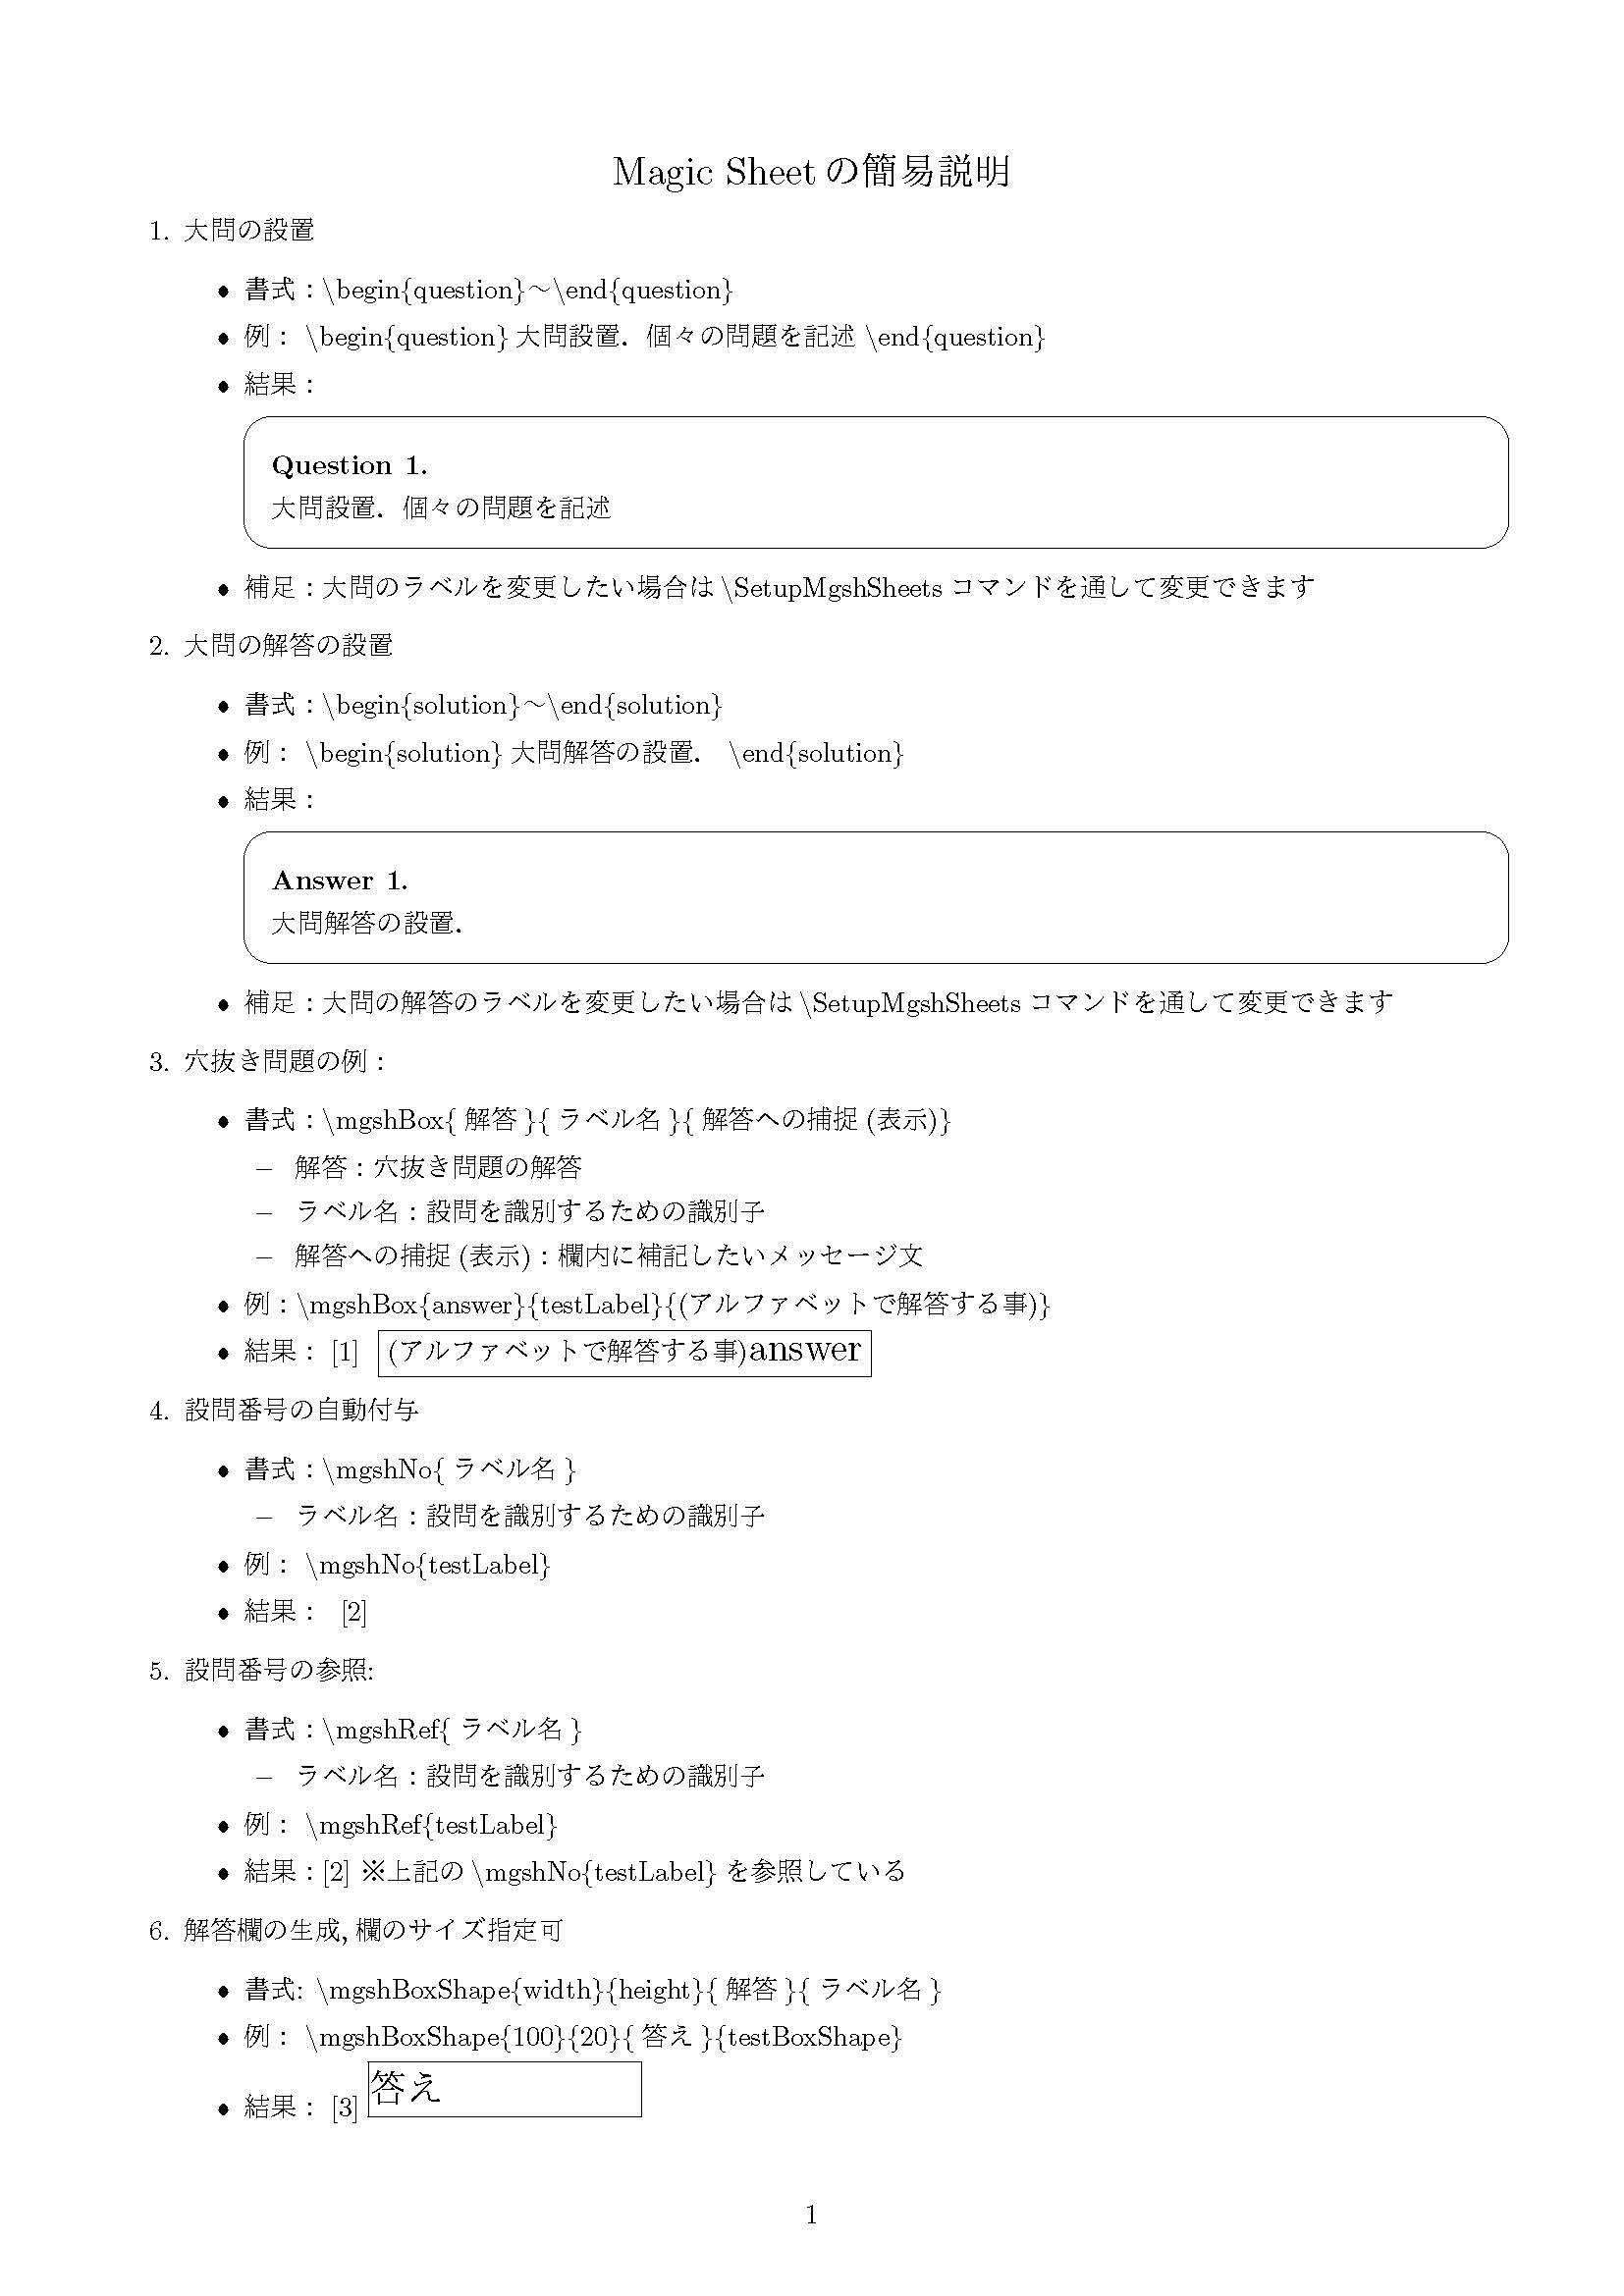 Magic Sheet の簡易説明
1. 大問の設置
• 書式：\begin{question}～\end{question}
• 例： \begin{question} 大問設置．個々の問題を記述 \end{question}
• 結果：
Question 1.
大問設置．個々の問題を記述
• 補足：大問のラベルを変更したい場合は \SetupMgshSheets コマンドを通して変更できます
2. 大問の解答の設置
• 書式：\begin{solution}～\end{solution}
• 例： \begin{solution} 大問解答の設置． \end{solution}
• 結果：
Answer 1.
大問解答の設置．
• 補足：大問の解答のラベルを変更したい場合は \SetupMgshSheets コマンドを通して変更できます
3. 穴抜き問題の例：
• 書式：\mgshBox{ 解答 }{ ラベル名 }{ 解答への捕捉 (表示)}
– 解答：穴抜き問題の解答
– ラベル名：設問を識別するための識別子
– 解答への捕捉 (表示)：欄内に補記したいメッセージ文
• 例：\mgshBox{answer}{testLabel}{(アルファベットで解答する事)}
• 結果： [1] (アルファベットで解答する事)answer
4. 設問番号の自動付与
• 書式：\mgshNo{ ラベル名 }
– ラベル名：設問を識別するための識別子
• 例： \mgshNo{testLabel}
• 結果： [2]
5. 設問番号の参照:
• 書式：\mgshRef{ ラベル名 }
– ラベル名：設問を識別するための識別子
• 例： \mgshRef{testLabel}
• 結果：[2] ※上記の \mgshNo{testLabel} を参照している
6. 解答欄の生成, 欄のサイズ指定可
• 書式: \mgshBoxShape{width}{height}{ 解答 }{ ラベル名 }
• 例： \mgshBoxShape{100}{20}{ 答え }{testBoxShape}
• 結果： [3] 答え
1